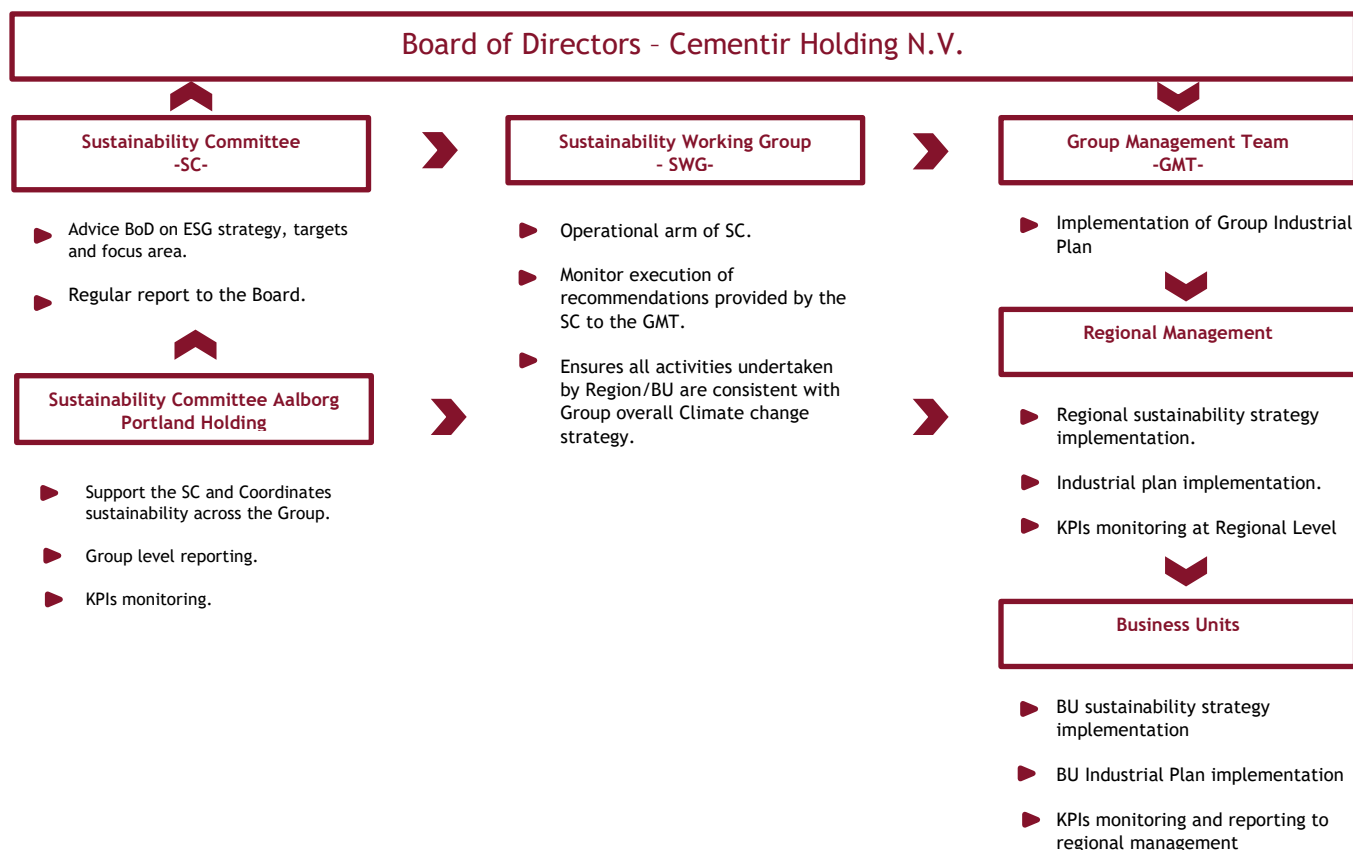 Board of Directors – Cementir Holding N.V.
Sustainability Committee
-SC-
Advice BoD on ESG strategy, targets
and focus area.
Regular report to the Board.
Sustainability Committee Aalborg
Portland Holding
Support the SC and Coordinates
sustainability across the Group.
Group level reporting.
KPIs monitoring.
Sustainability Working Group
– SWG-
Operational arm of SC.
Monitor execution of
recommendations provided by the
SC to the GMT.
Ensures all activities undertaken
by Region/BU are consistent with
Group overall Climate change
strategy.
Group Management Team
-GMT-
Implementation of Group Industrial
Plan
Regional Management
Regional sustainability strategy
implementation.
Industrial plan implementation.
KPIs monitoring at Regional Level
Business Units
BU sustainability strategy
implementation
BU Industrial Plan implementation
KPIs monitoring and reporting to
regional management